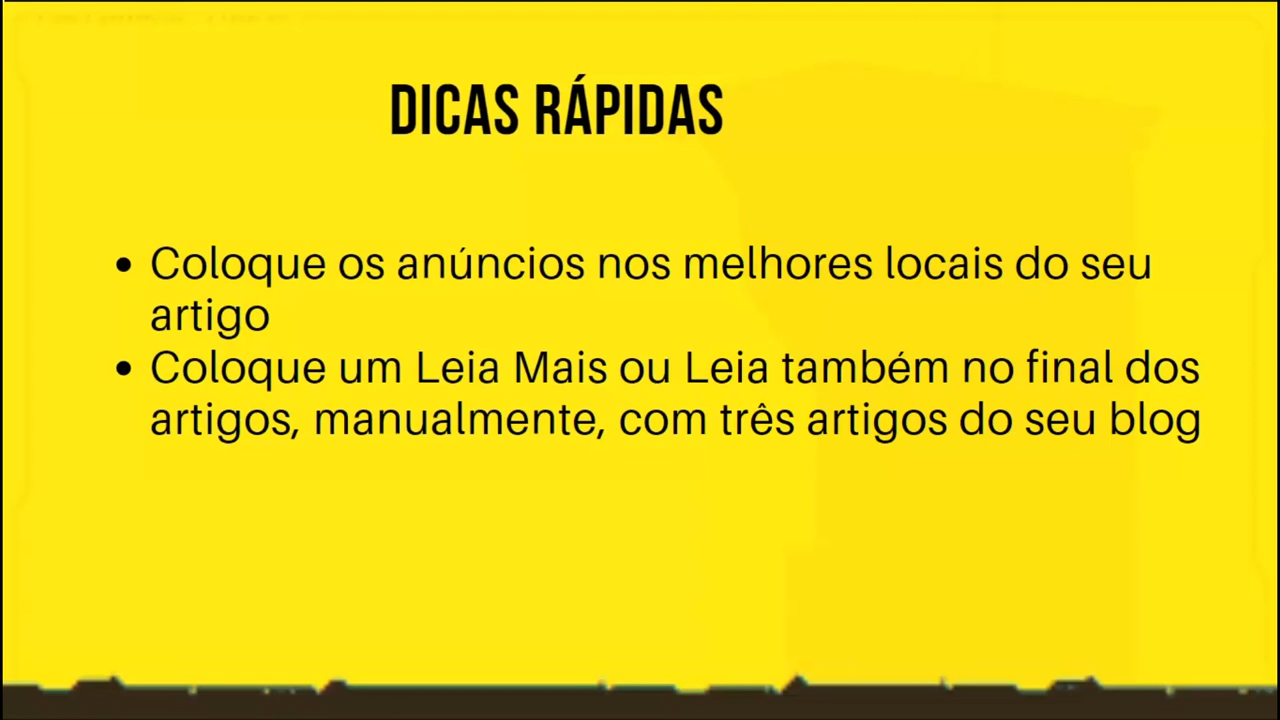 DICAS RÁPIDAS
• Coloque os anúncios nos melhores locais do seu
artigo
• Coloque um Leia Mais ou Leia também no final dos
artigos, manualmente, com três artigos do seu blog